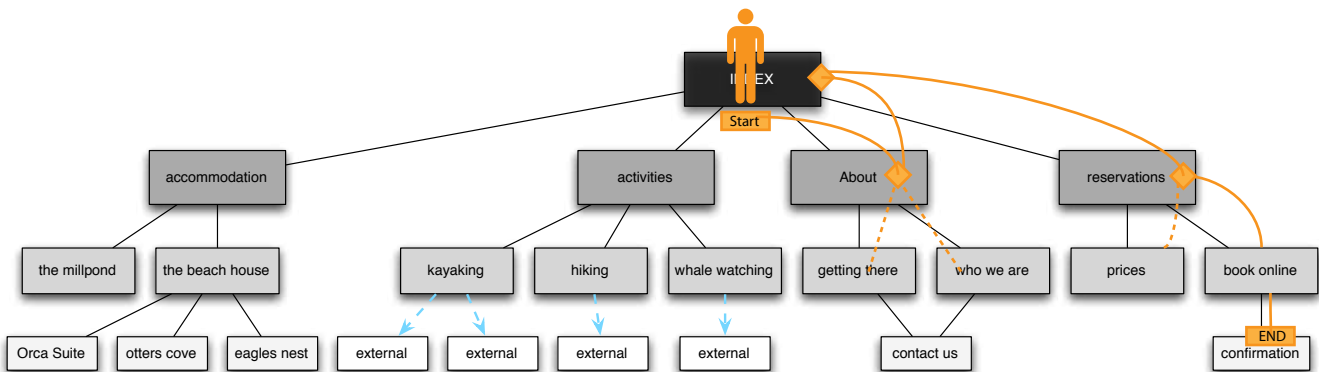 INDEX
Start
accommodation
activities
About
reservations
the millpond
the beach house
kayaking
hiking
whale watching
getting there
who we are
prices
book online
Orca Suite
otters cove
eagles nest
external
external
external
external
contact us
END
confirmation